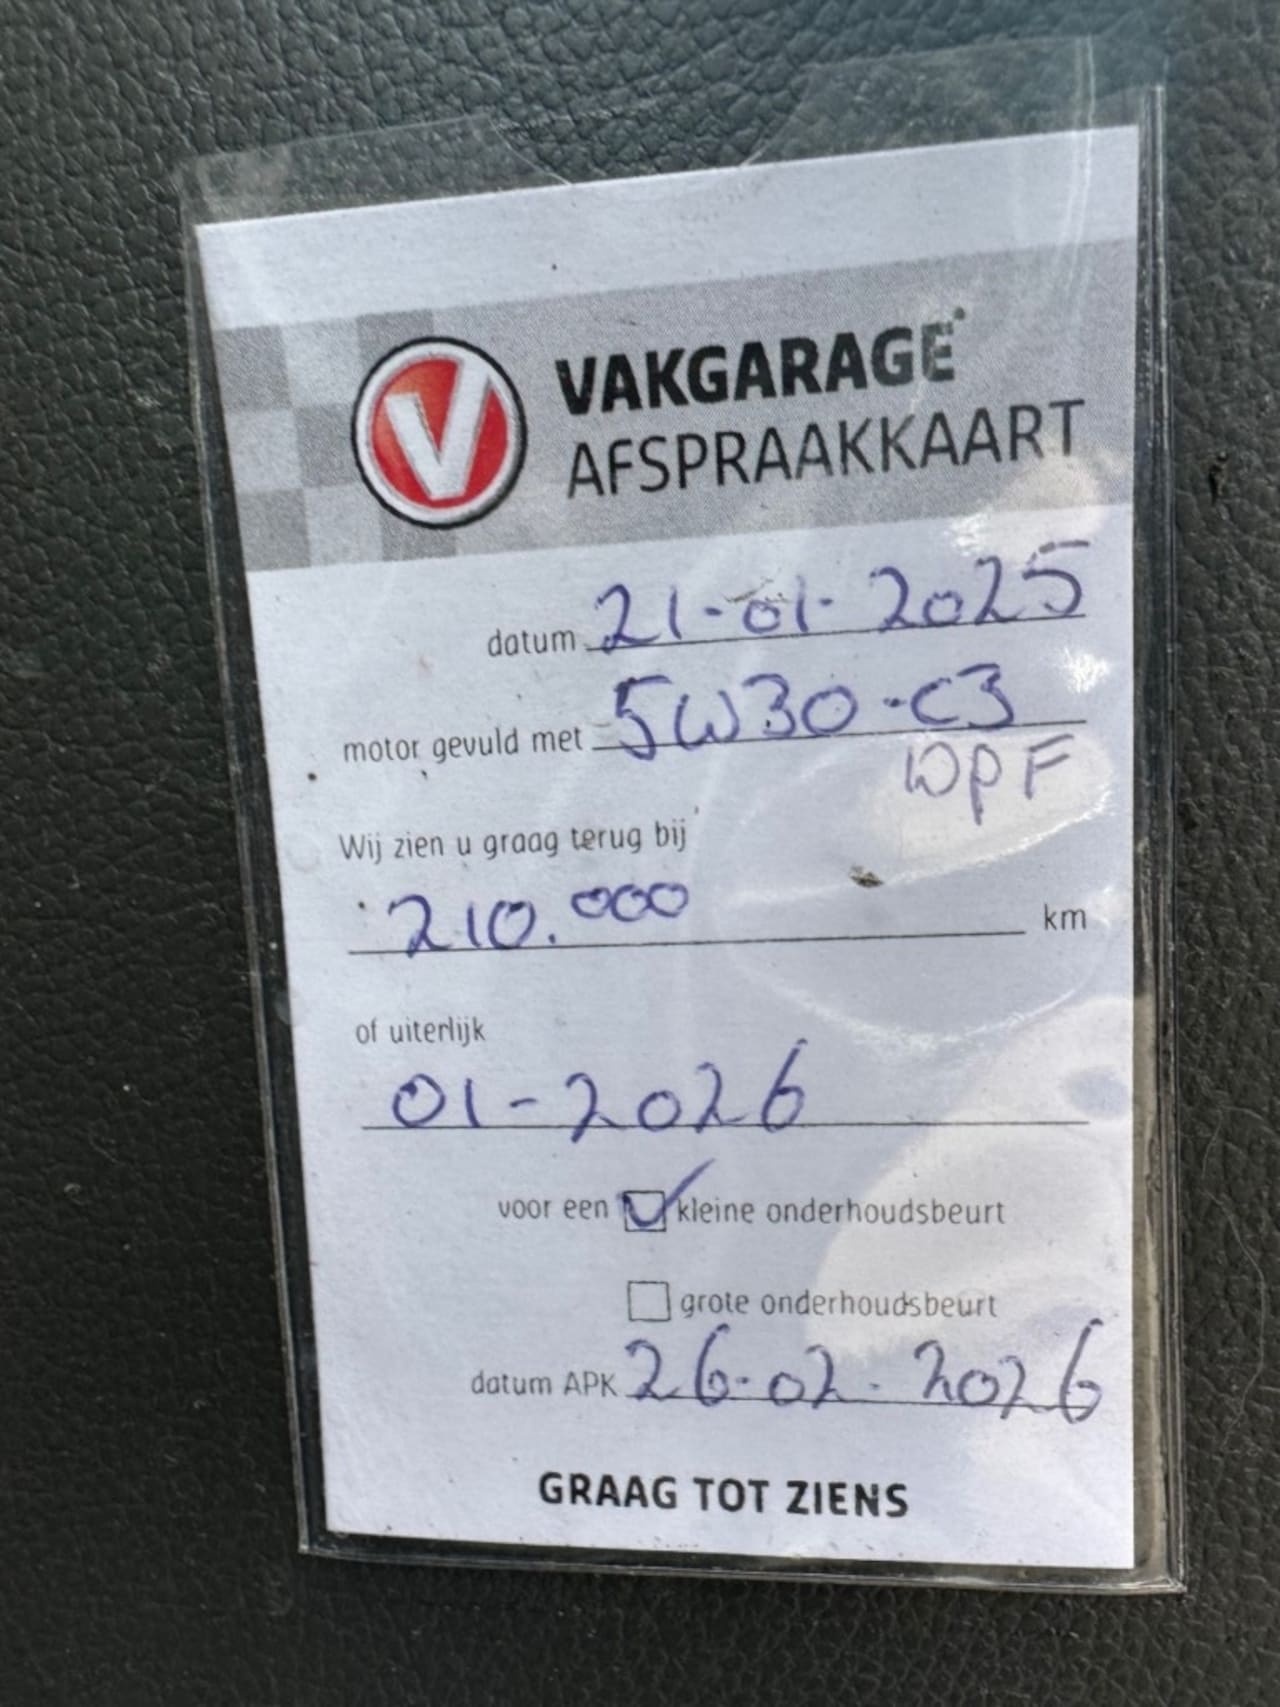 V
VAKGARAGE
AFSPRAAKKAART
datum 21-01-2025
motor gevuld met 5W30-C3
DPF
Wij zien u graag terug bij
210.000 km
of uiterlijk
01-2026
voor een kleine onderhoudsbeurt
grote onderhoudsbeurt
datum APK 26-02-2026
GRAAG TOT ZIENS